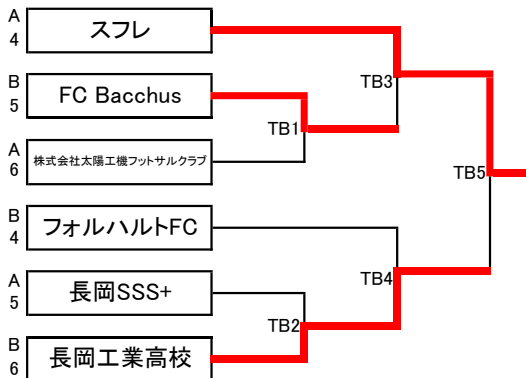 A
4
スフレ
TB3
B
5
FC Bacchus
TB1
A
6
株式会社太陽工機フットサルクラブ
TB5
B
4
フォルハルトFC
TB4
A
5
長岡SSS+
TB2
B
6
長岡工業高校